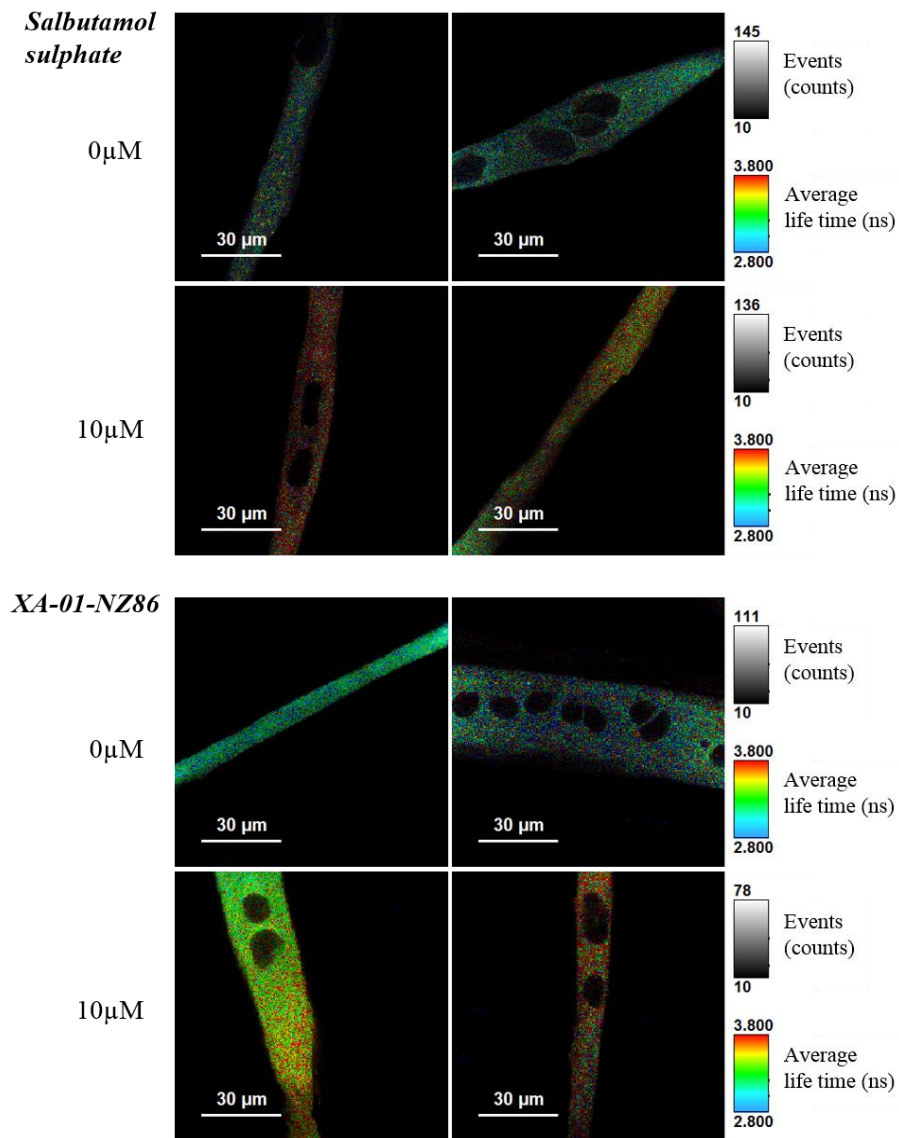 Salbutamol
sulphate
0µM
30 µm
30 µm
145
Events
(counts)
10
3.800
Average
life time (ns)
2.800
10µM
30 µm
30 µm
136
Events
(counts)
10
3.800
Average
life time (ns)
2.800
XA-01-NZ86
0µM
30 µm
30 µm
111
Events
(counts)
10
3.800
Average
life time (ns)
2.800
10µM
30 µm
30 µm
78
Events
(counts)
10
3.800
Average
life time (ns)
2.800